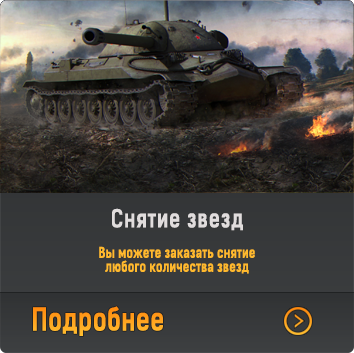 Снятие звезд
Вы можете заказать снятие
любого количества звезд
Подробнее